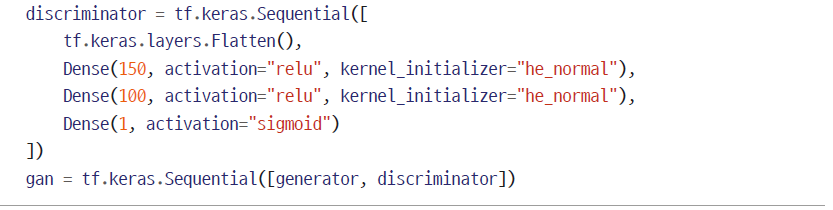 discriminator = tf.keras.Sequential([
    tf.keras.layers.Flatten(),
    Dense(150, activation="relu", kernel_initializer="he_normal"),
    Dense(100, activation="relu", kernel_initializer="he_normal"),
    Dense(1, activation="sigmoid")
])
gan = tf.keras.Sequential([generator, discriminator])